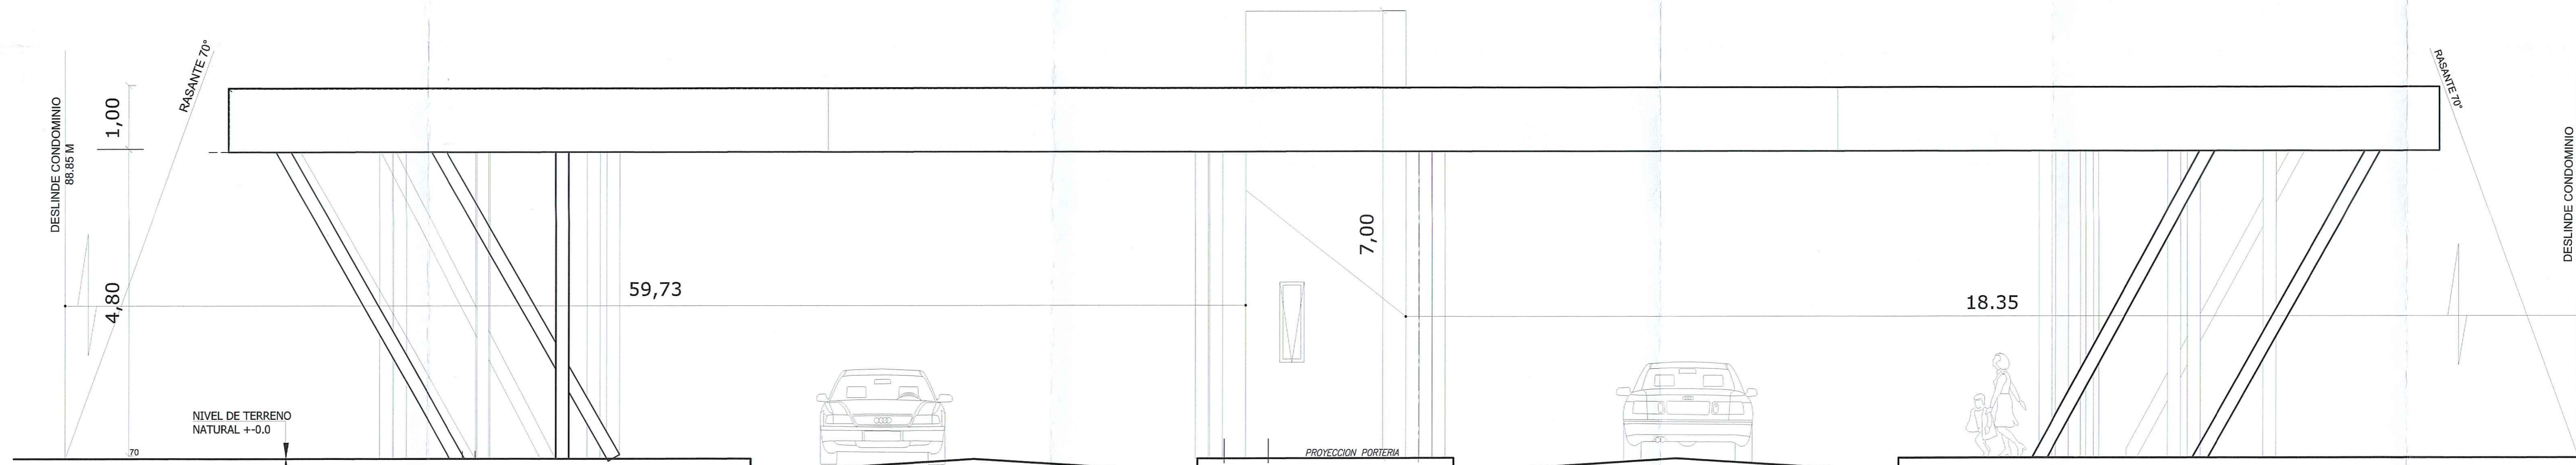 DESLINDE CONDOMINIO
88.85 M
1,00
4,80
RASANTE 70°
NIVEL DE TERRENO
NATURAL +-0.0
70
59,73
7,00
PROYECCION PORTERIA
18.35
RASANTE 70°
DESLINDE CONDOMINIO